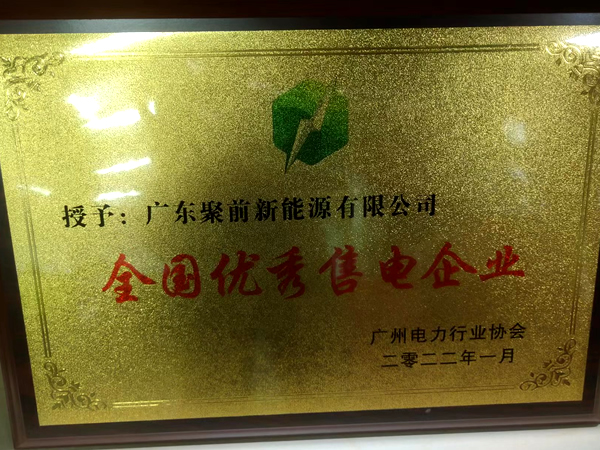 授予：广东聚前新能源有限公司
全国优秀售电企业
广州电力行业协会
二零二二年一月